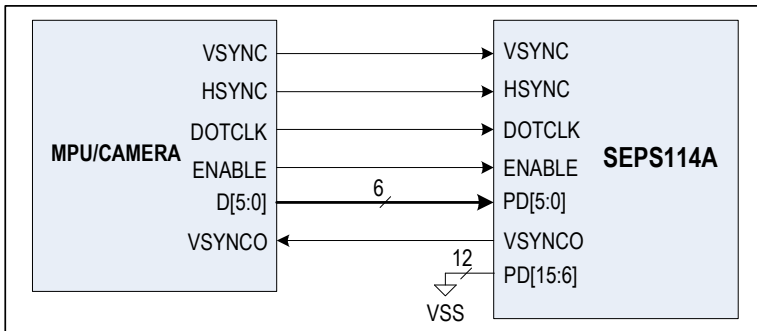 VSYNC
HSYNC
DOTCLK
MPU/CAMERA
ENABLE
D[5:0]
VSYNCO
6
12
VSS
VSYNC
HSYNC
DOTCLK
SEPS114A
ENABLE
PD[5:0]
VSYNCO
PD[15:6]